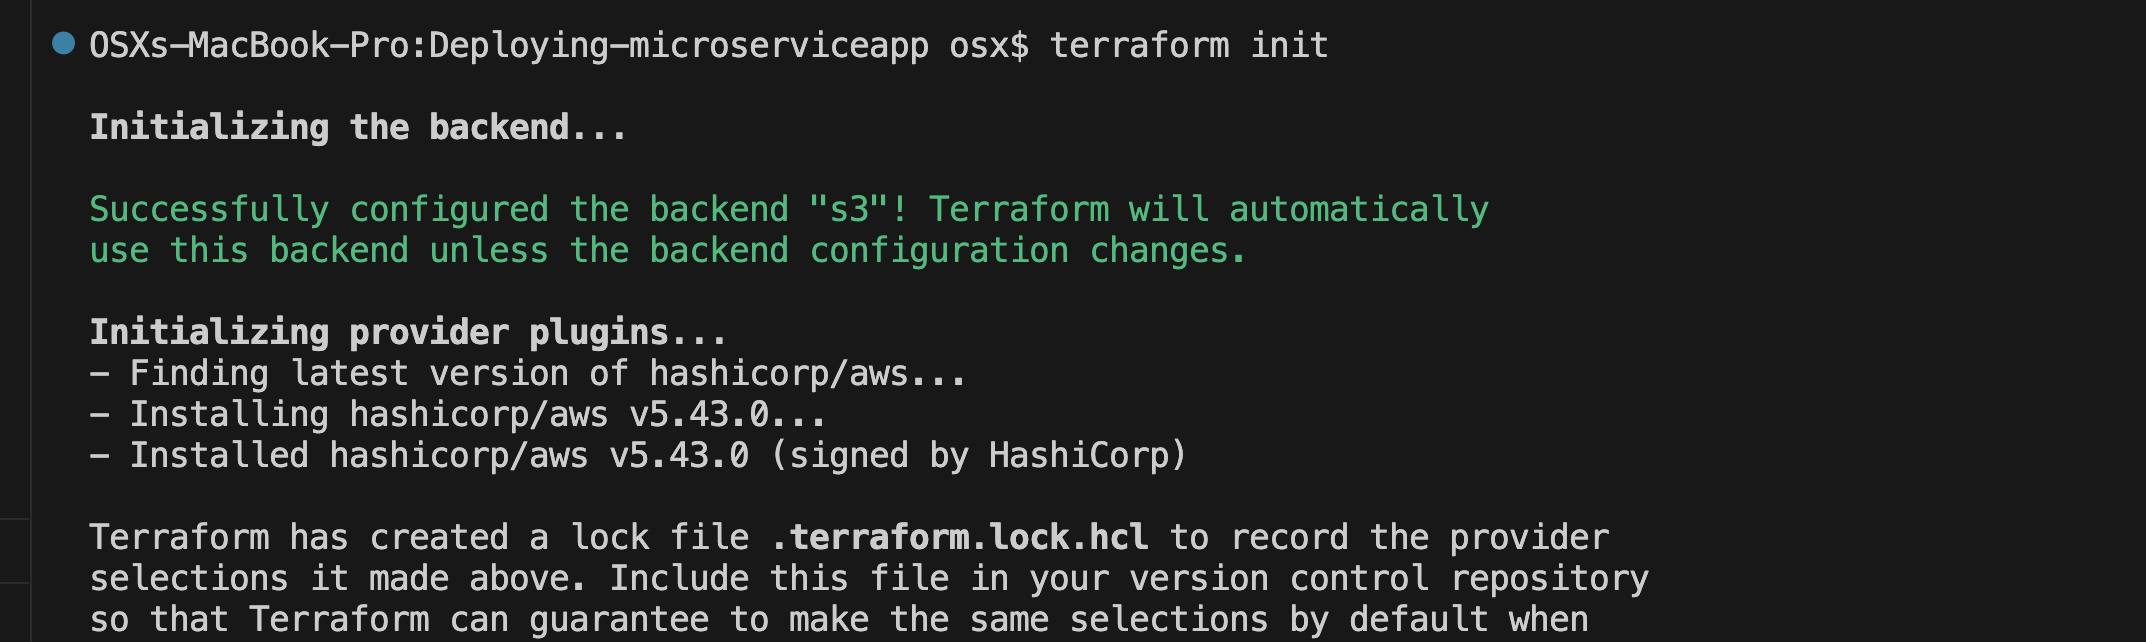 OSXs-MacBook-Pro:Deploying-microserviceapp osx$ terraform init
Initializing the backend...
Successfully configured the backend "s3"! Terraform will automatically
use this backend unless the backend configuration changes.
Initializing provider plugins...
- Finding latest version of hashicorp/aws...
- Installing hashicorp/aws v5.43.0...
- Installed hashicorp/aws v5.43.0 (signed by HashiCorp)
Terraform has created a lock file .terraform.lock.hcl to record the provider
selections it made above. Include this file in your version control repository
so that Terraform can guarantee to make the same selections by default when